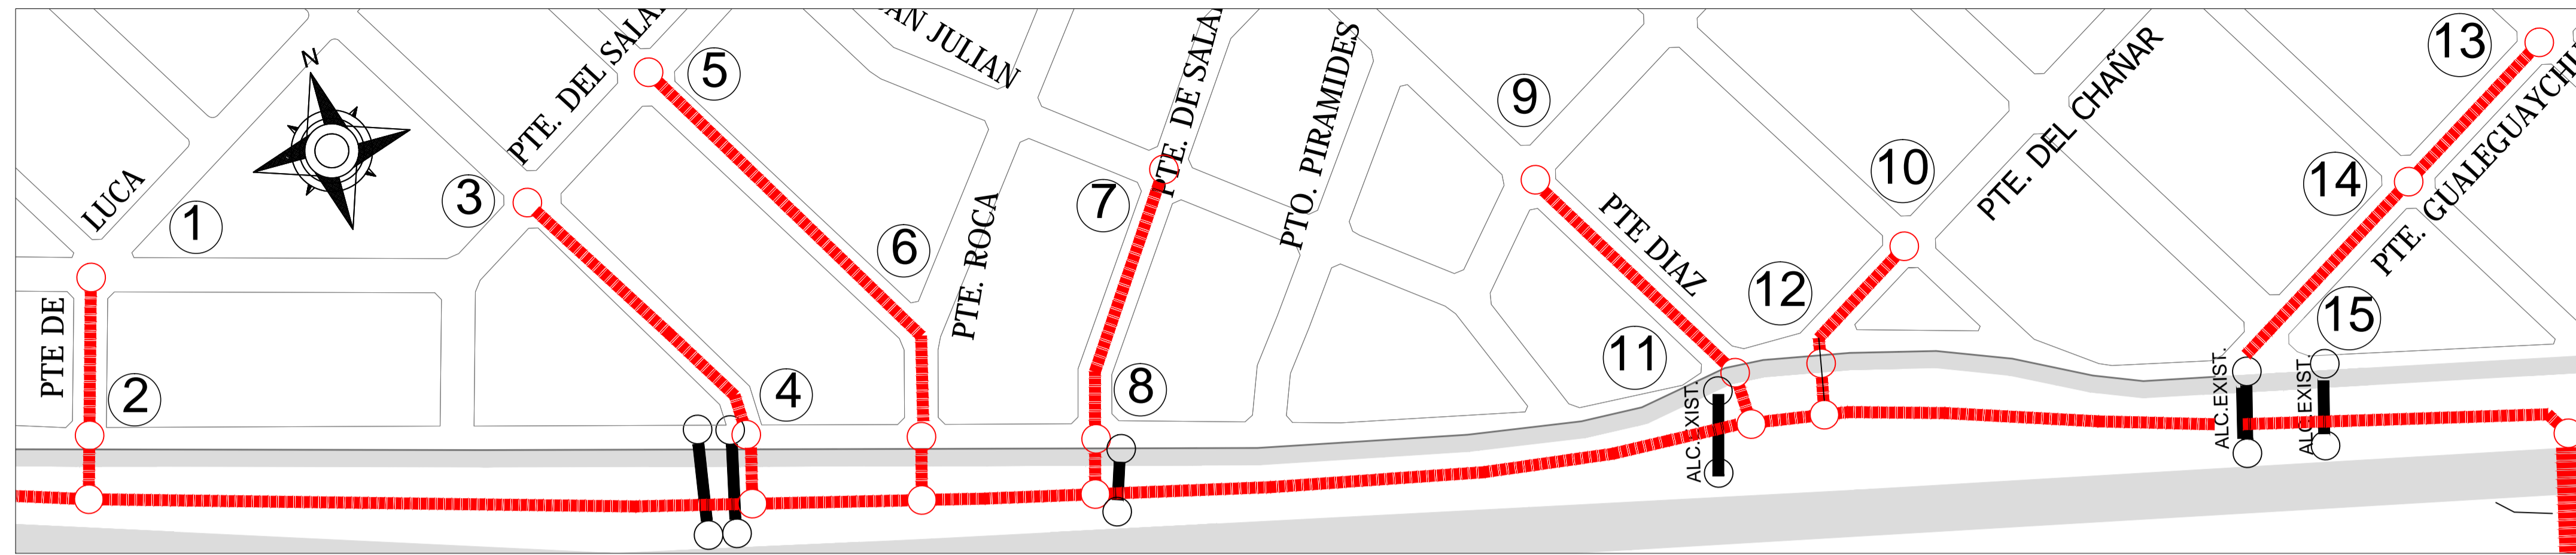 N
LUCA
1
PTE DE
2
3
PTE. DEL SALA
4
5
6
PTE. ROCA
SAN JULIAN
7
PTE. DE SALA
8
PTO. PIRAMIDES
9
PTE DIAZ
10
PTE. DEL CHAÑAR
11
12
ALC.EXIST.
13
14
PTE. GUALEGUAYCHU
15
ALC.EXIST.
ALC.EXIST.